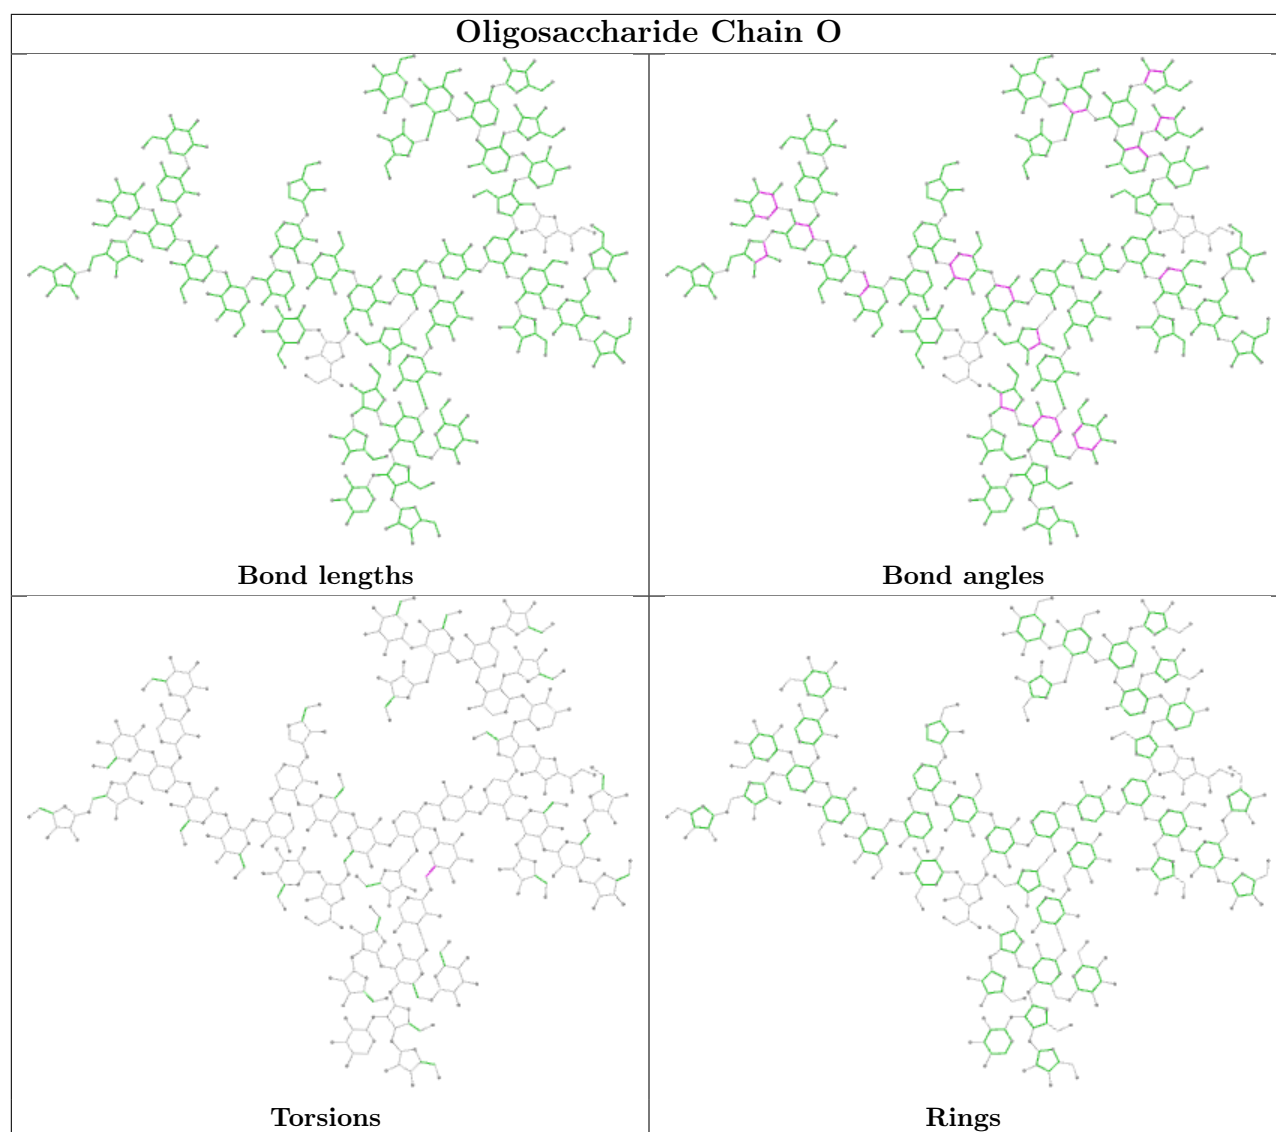 Oligosaccharide Chain O
Bond lengths
Bond angles
Torsions
Rings